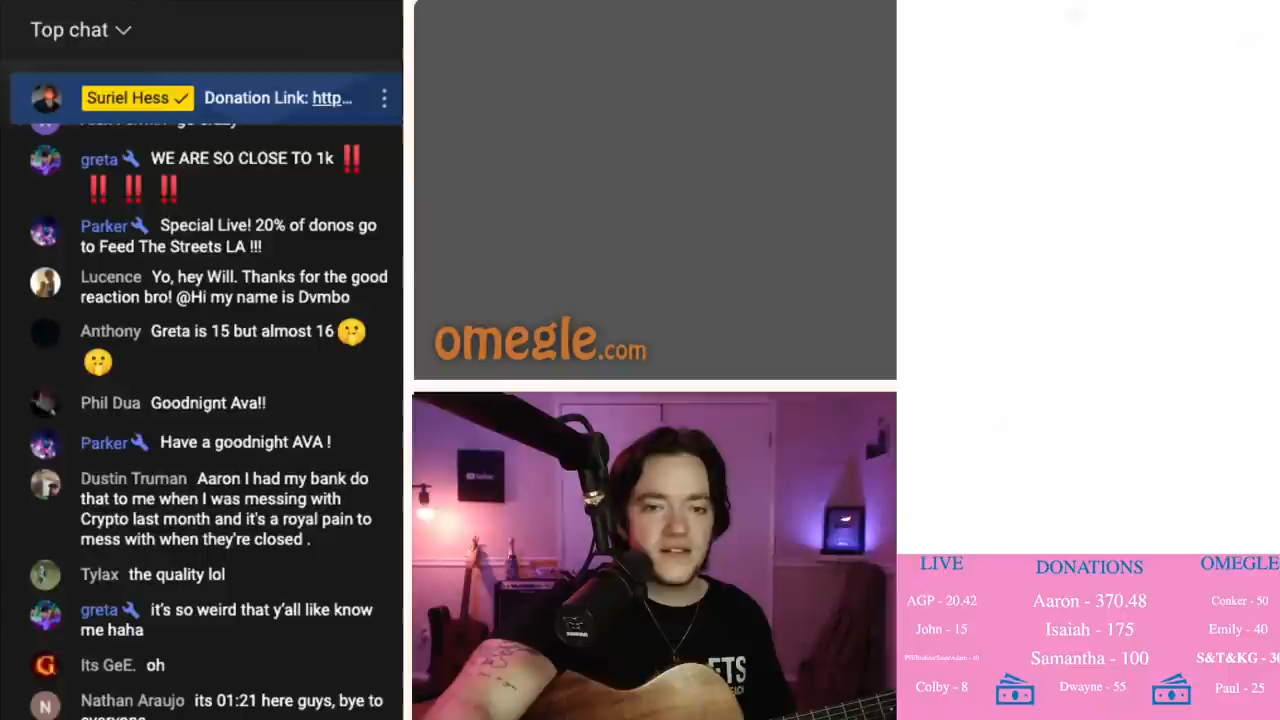 Top chat
Suriel Hess Donation Link: http...
greta WE ARE SO CLOSE TO 1k ‼️
‼️ ‼️ ‼️
Parker Special Live! 20% of donos go
to Feed The Streets LA !!!
Lucence Yo, hey Will. Thanks for the good
reaction bro! @Hi my name is Dvmbo
Anthony Greta is 15 but almost 16 🤫
🤫
Phil Dua Goodnignt Ava!!
Parker Have a goodnight AVA !
Dustin Truman Aaron I had my bank do
that to me when I was messing with
Crypto last month and it's a royal pain to
mess with when they're closed .
Tylax the quality lol
greta it's so weird that y'all like know
me haha
Its GeE. oh
Nathan Araujo its 01:21 here guys, bye to
omegle.com
LIVE
AGP - 20.42
John - 15
Colby - 8
DONATIONS
Aaron - 370.48
Isaiah - 175
Samantha - 100
Dwayne - 55
OMEGLE
Conker - 50
Emily - 40
S&T&KG - 30
Paul - 25